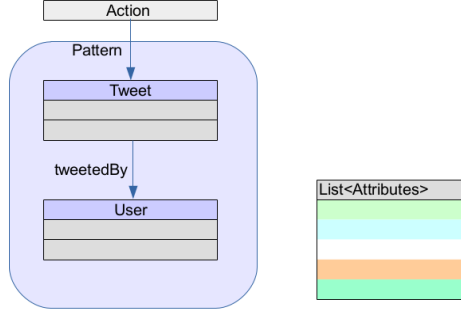 Action
Pattern
Tweet
tweetedBy
User
List<Attributes>